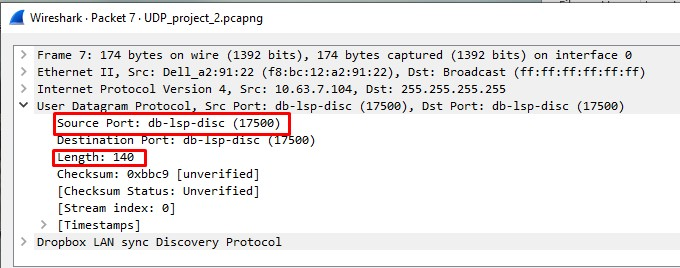 Wireshark · Packet 7 · UDP_project_2.pcapng
Frame 7: 174 bytes on wire (1392 bits), 174 bytes captured (1392 bits) on interface 0
Ethernet II, Src: Dell_a2:91:22 (f8:bc:12:a2:91:22), Dst: Broadcast (ff:ff:ff:ff:ff:ff)
Internet Protocol Version 4, Src: 10.63.7.104, Dst: 255.255.255.255
User Datagram Protocol, Src Port: db-lsp-disc (17500), Dst Port: db-lsp-disc (17500)
Source Port: db-lsp-disc (17500)
Destination Port: db-lsp-disc (17500)
Length: 140
Checksum: 0xbbc9 [unverified]
[Checksum Status: Unverified]
[Stream index: 0]
[Timestamps]
Dropbox LAN sync Discovery Protocol